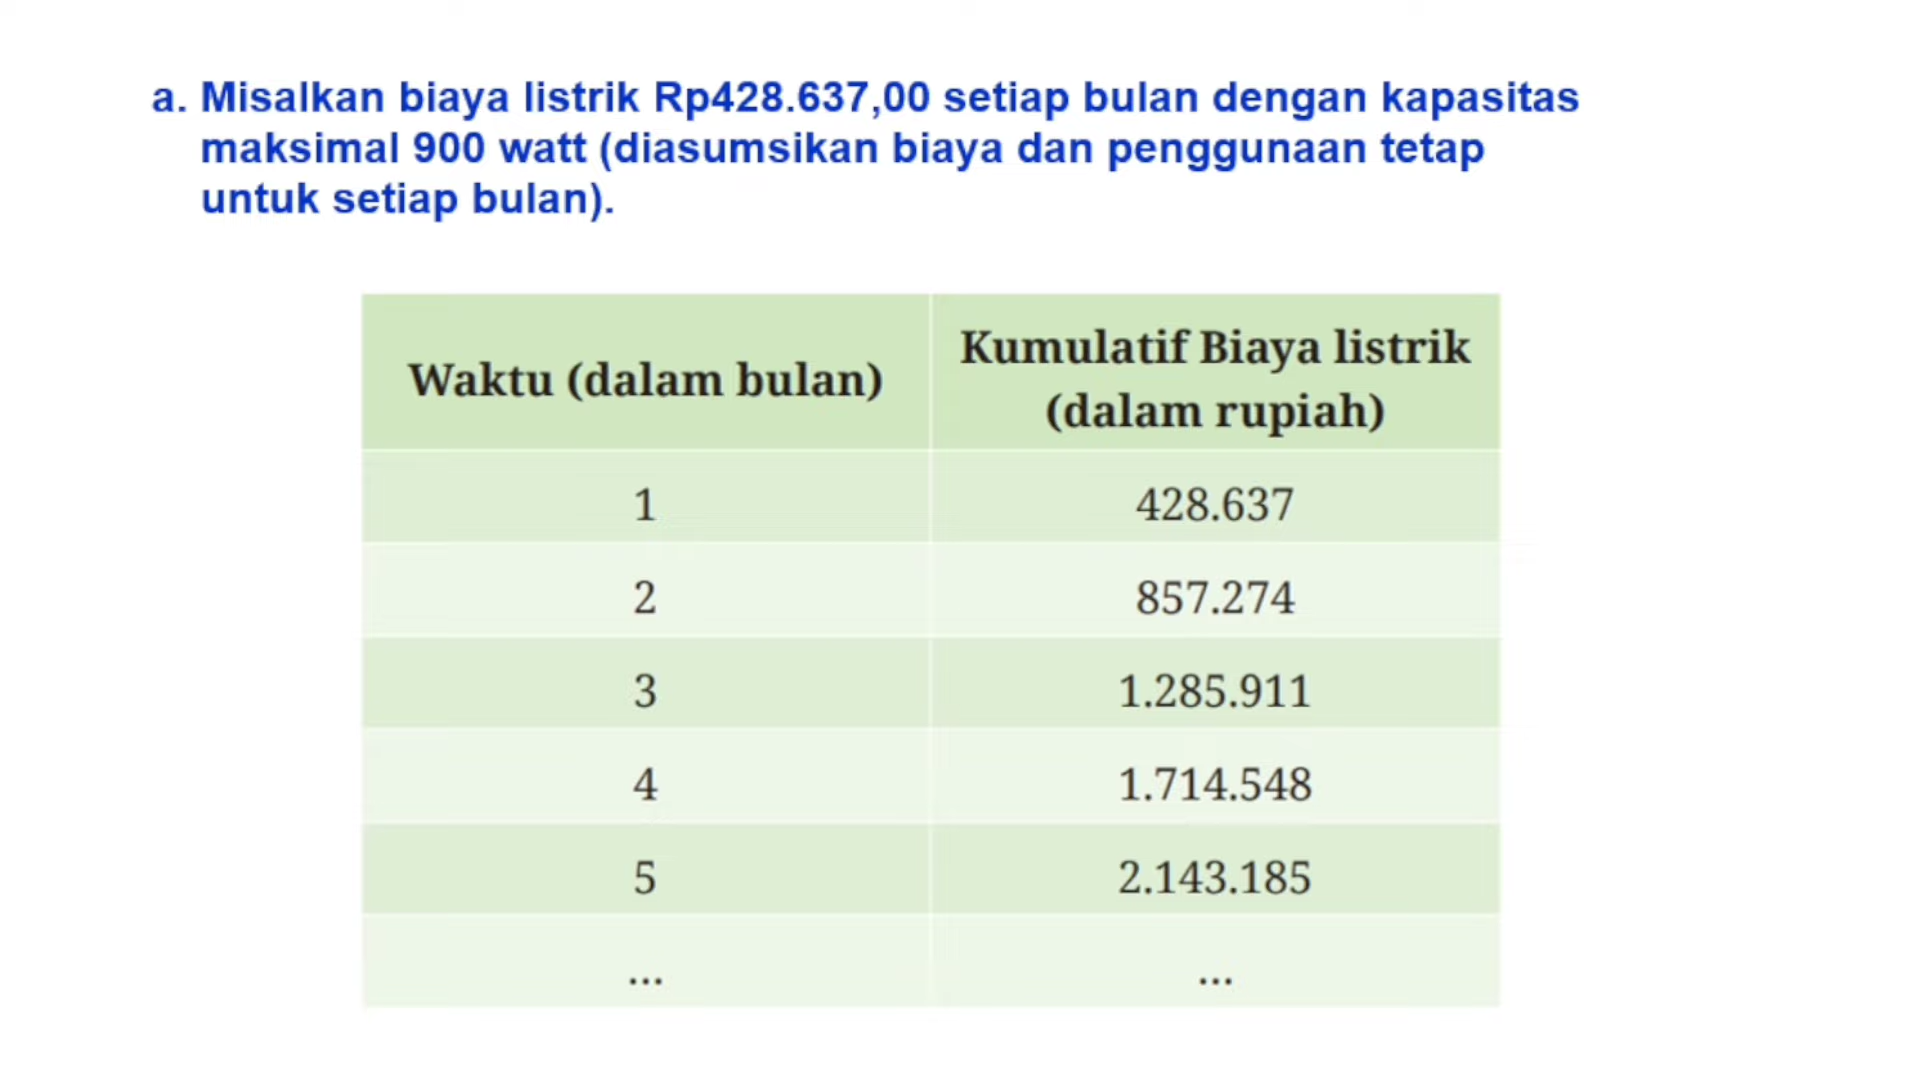 a. Misalkan biaya listrik Rp428.637,00 setiap bulan dengan kapasitas
maksimal 900 watt (diasumsikan biaya dan penggunaan tetap
untuk setiap bulan).
Waktu (dalam bulan)
Kumulatif Biaya listrik
(dalam rupiah)
1 428.637
2 857.274
3 1.285.911
4 1.714.548
5 2.143.185
... ...